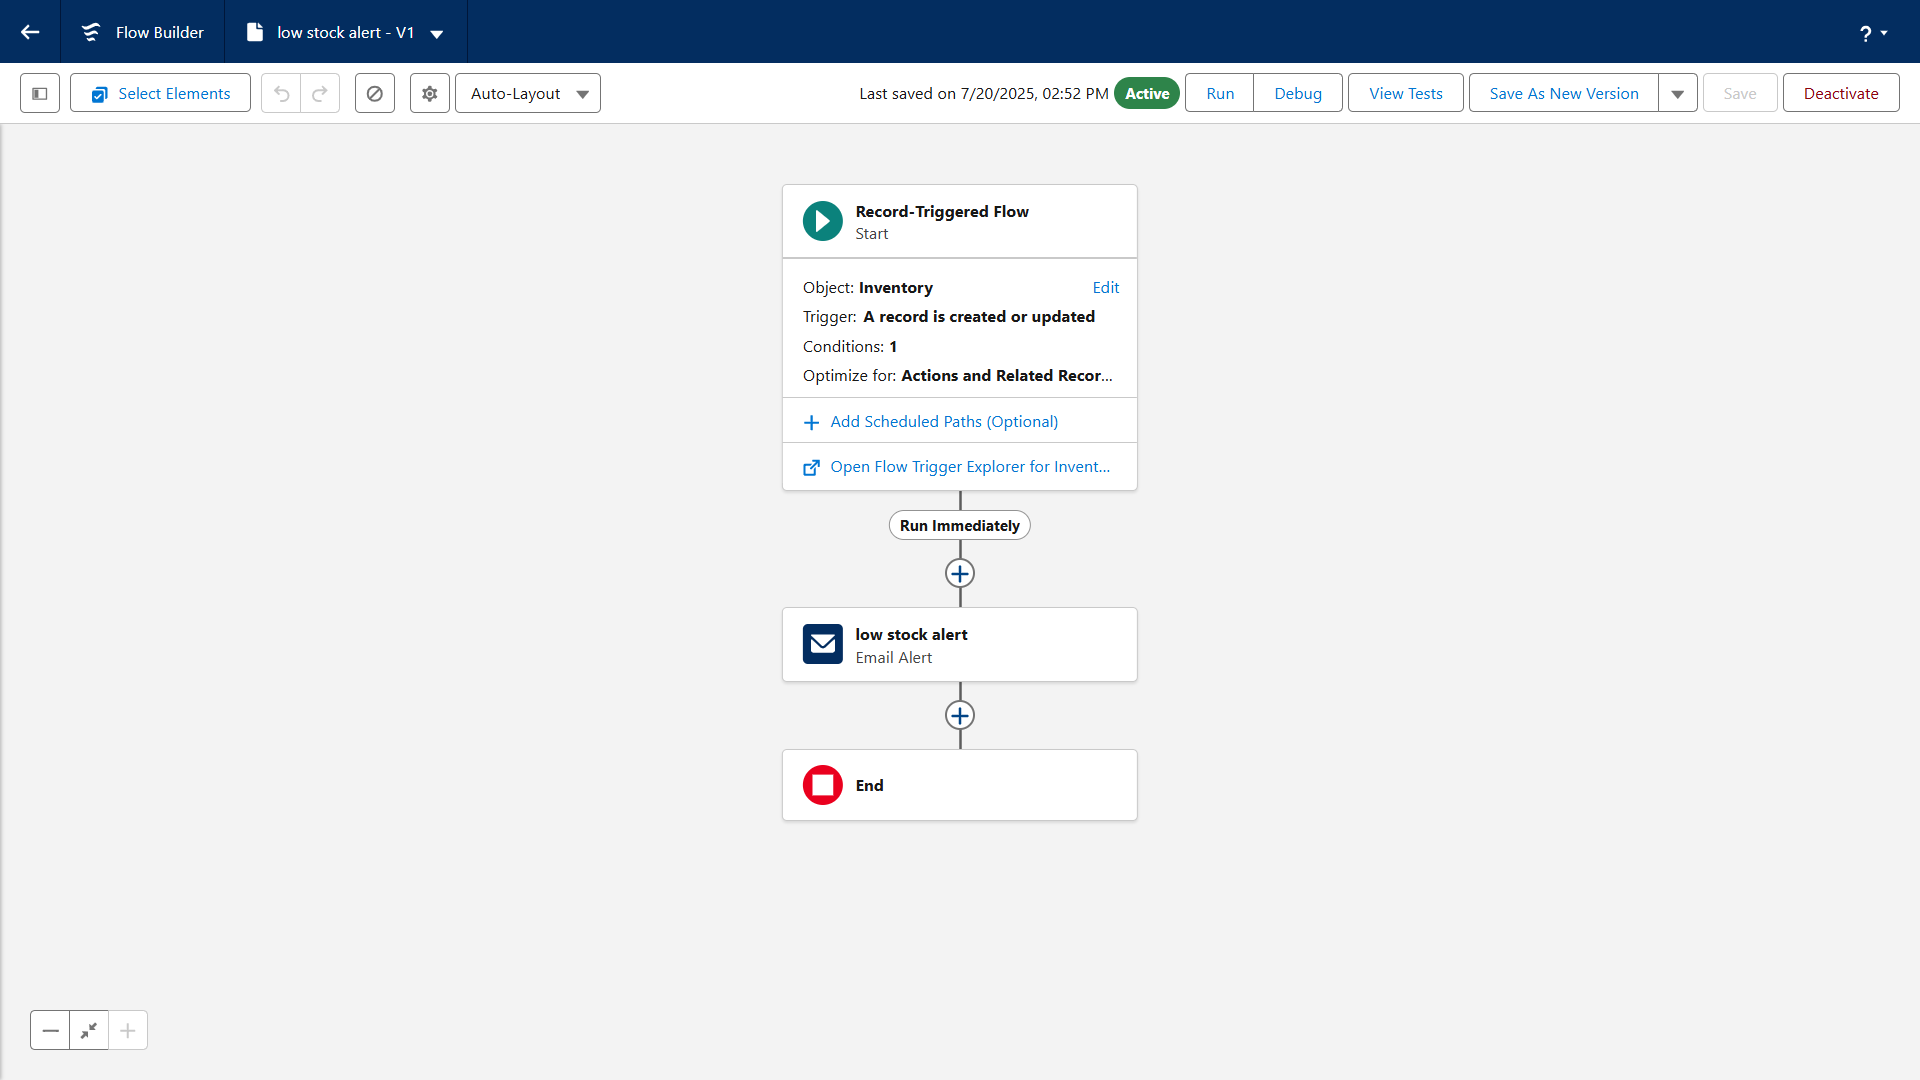 Flow Builder
low stock alert - V1
?
Select Elements
Auto-Layout
Last saved on 7/20/2025, 02:52 PM
Active
Run
Debug
View Tests
Save As New Version
Save
Deactivate
Record-Triggered Flow
Start
Object: Inventory
Edit
Trigger: A record is created or updated
Conditions: 1
Optimize for: Actions and Related Recor...
Add Scheduled Paths (Optional)
Open Flow Trigger Explorer for Invent...
Run Immediately
low stock alert
Email Alert
End